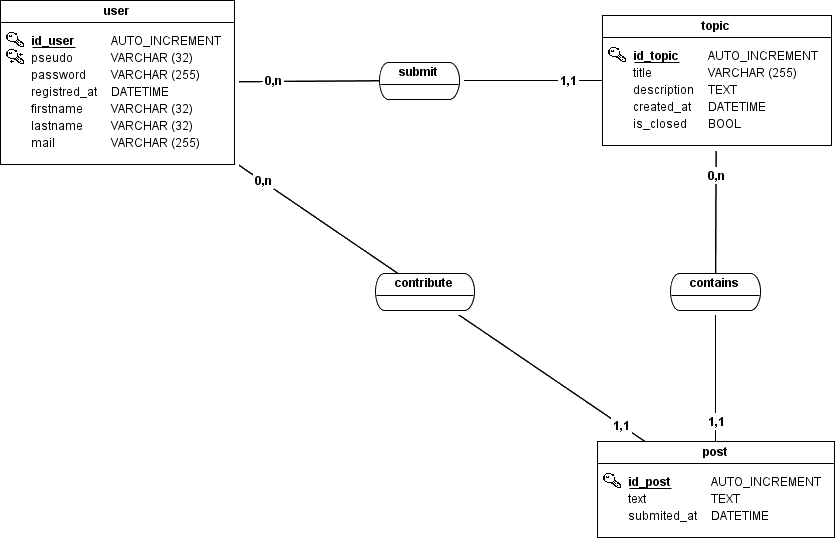 user
id_user AUTO_INCREMENT
pseudo VARCHAR (32)
password VARCHAR (255)
registred_at DATETIME
firstname VARCHAR (32)
lastname VARCHAR (32)
mail VARCHAR (255)
0,n
submit
1,1
topic
id_topic AUTO_INCREMENT
title VARCHAR (255)
description TEXT
created_at DATETIME
is_closed BOOL
0,n
contribute
1,1
0,n
contains
1,1
post
id_post AUTO_INCREMENT
text TEXT
submited_at DATETIME